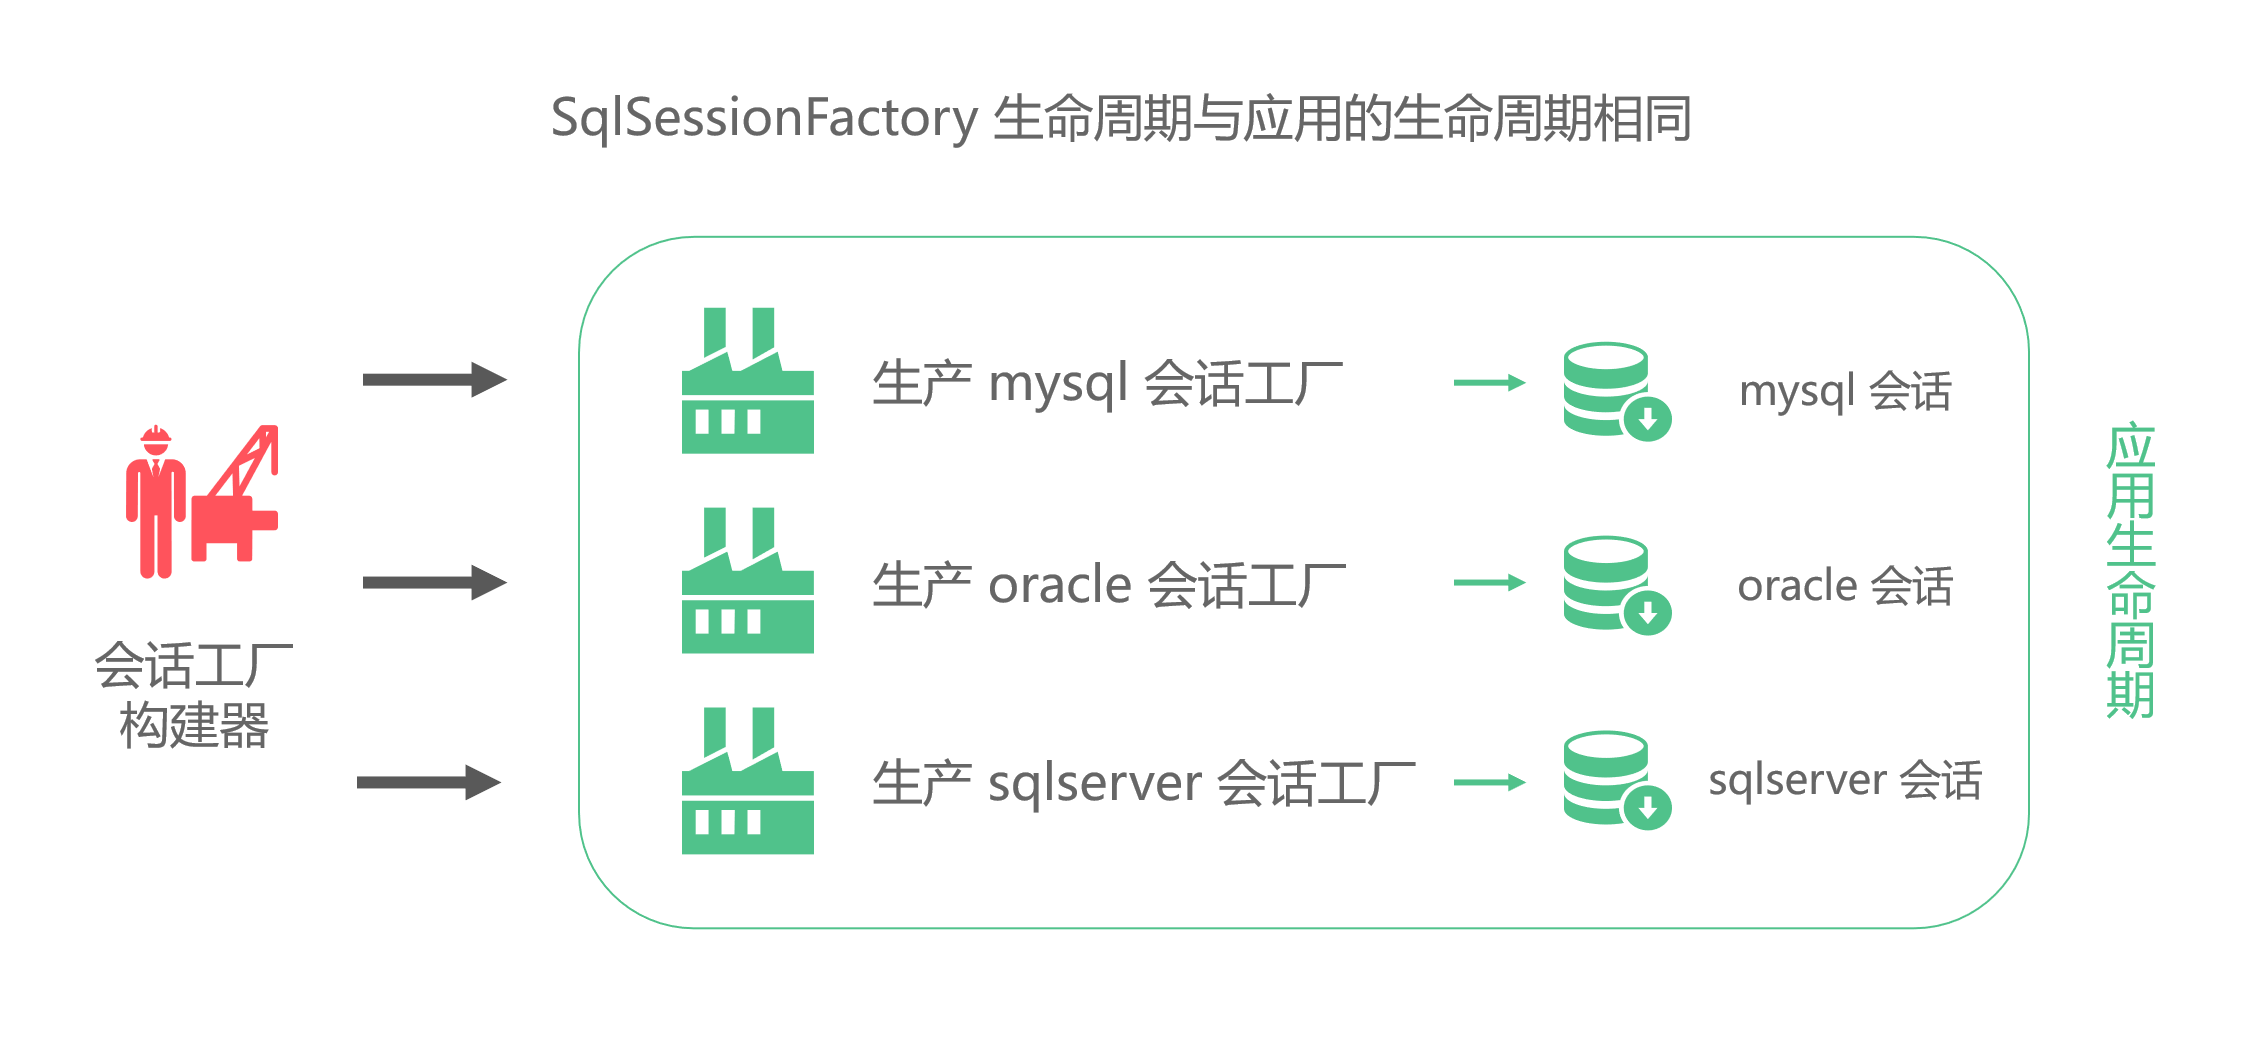 SqlSessionFactory 生命周期与应用的生命周期相同
会话工厂
构建器
生产 mysql 会话工厂
mysql 会话
生产 oracle 会话工厂
oracle 会话
生产 sqlserver 会话工厂
sqlserver 会话
应用生命周期